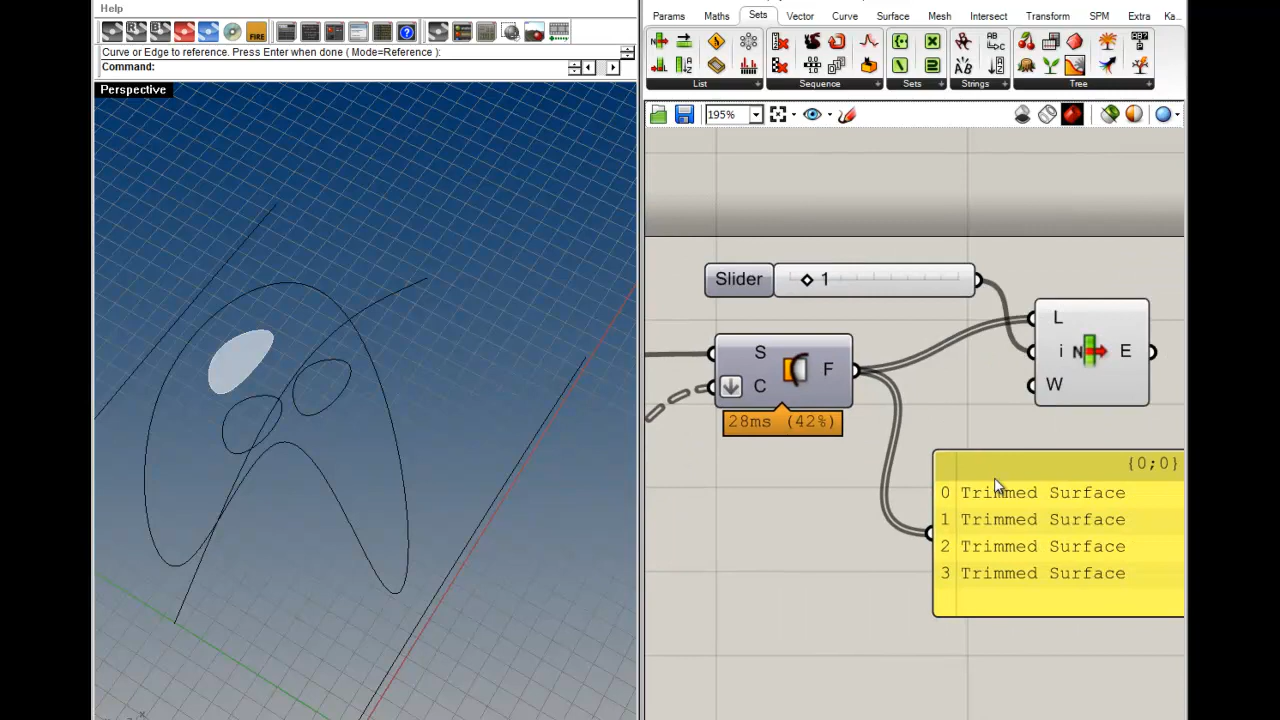 Help
Curve or Edge to reference. Press Enter when done ( Mode=Reference ):
Command:
Perspective
Params Maths Sets Vector Curve Surface Mesh Intersect Transform SPM Extra Ka...
List Sequence Sets Strings Tree
195%
Slider 1
S
C
F
28ms (42%)
L
i
W
N
E
{0;0}
0 Trimmed Surface
1 Trimmed Surface
2 Trimmed Surface
3 Trimmed Surface